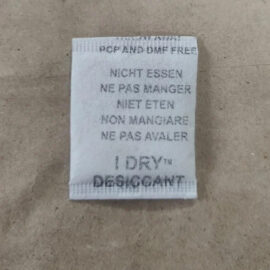 PCP AND DMF FREE
NICHT ESSEN
NE PAS MANGER
NIET ETEN
NON MANGIARE
NE PAS AVALER
I DRY™
DESICCANT